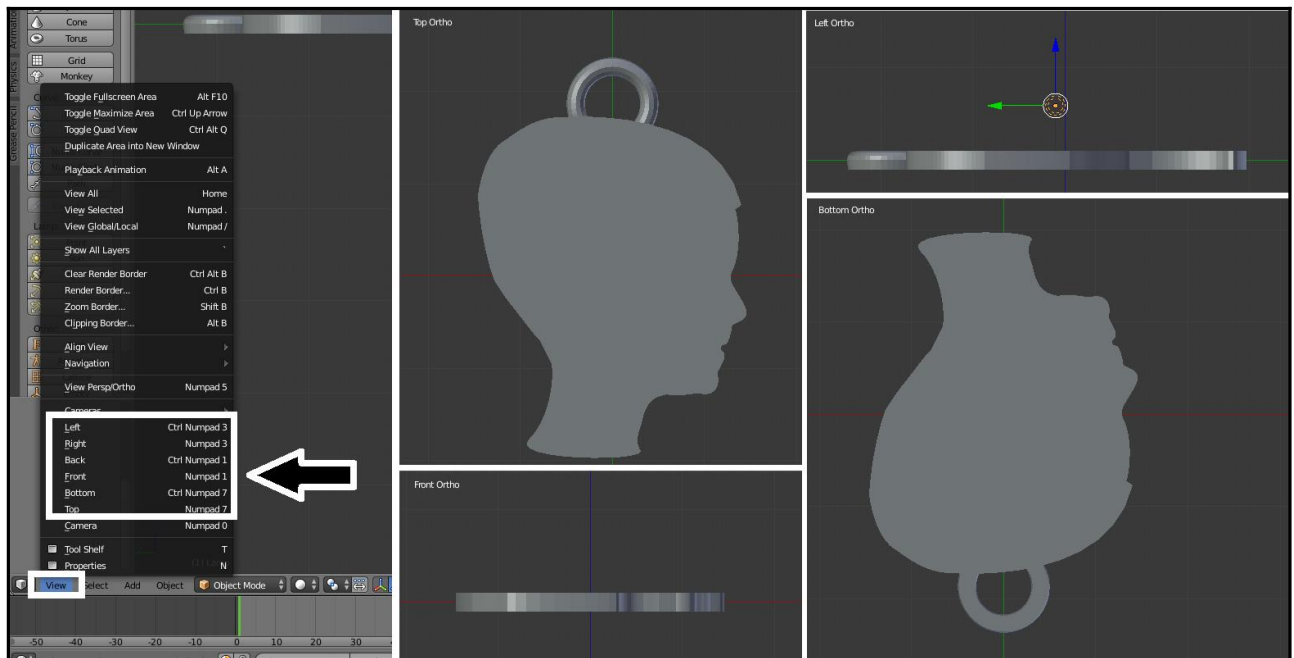 Cone
Torus
Grid
Monkey
Animatio
Physics
Grease Pencil
Toggle Fullscreen Area Alt F10
Toggle Maximize Area Ctrl Up Arrow
Toggle Quad View Ctrl Alt Q
Duplicate Area into New Window
Playback Animation Alt A
View All Home
View Selected Numpad .
View Global/Local Numpad /
Show All Layers `
Clear Render Border Ctrl Alt B
Render Border... Ctrl B
Zoom Border... Shift B
Clipping Border... Alt B
Align View
Navigation
View Persp/Ortho Numpad 5
Cameras
Left Ctrl Numpad 3
Right Numpad 3
Back Ctrl Numpad 1
Front Numpad 1
Bottom Ctrl Numpad 7
Top Numpad 7
Camera Numpad 0
Tool Shelf T
Properties N
View Select Add Object Object Mode
-50 -40 -30 -20 -10 0 10 20 30
Top Ortho
Front Ortho
Left Ortho
Bottom Ortho